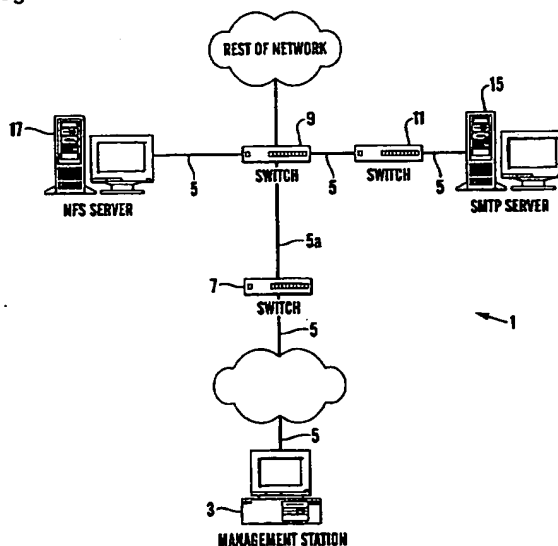 REST OF NETWORK
17
9
11
15
5
5
5
SWITCH
SWITCH
NFS SERVER
SMTP SERVER
5a
7
SWITCH
5
1
5
3
MANAGEMENT STATION